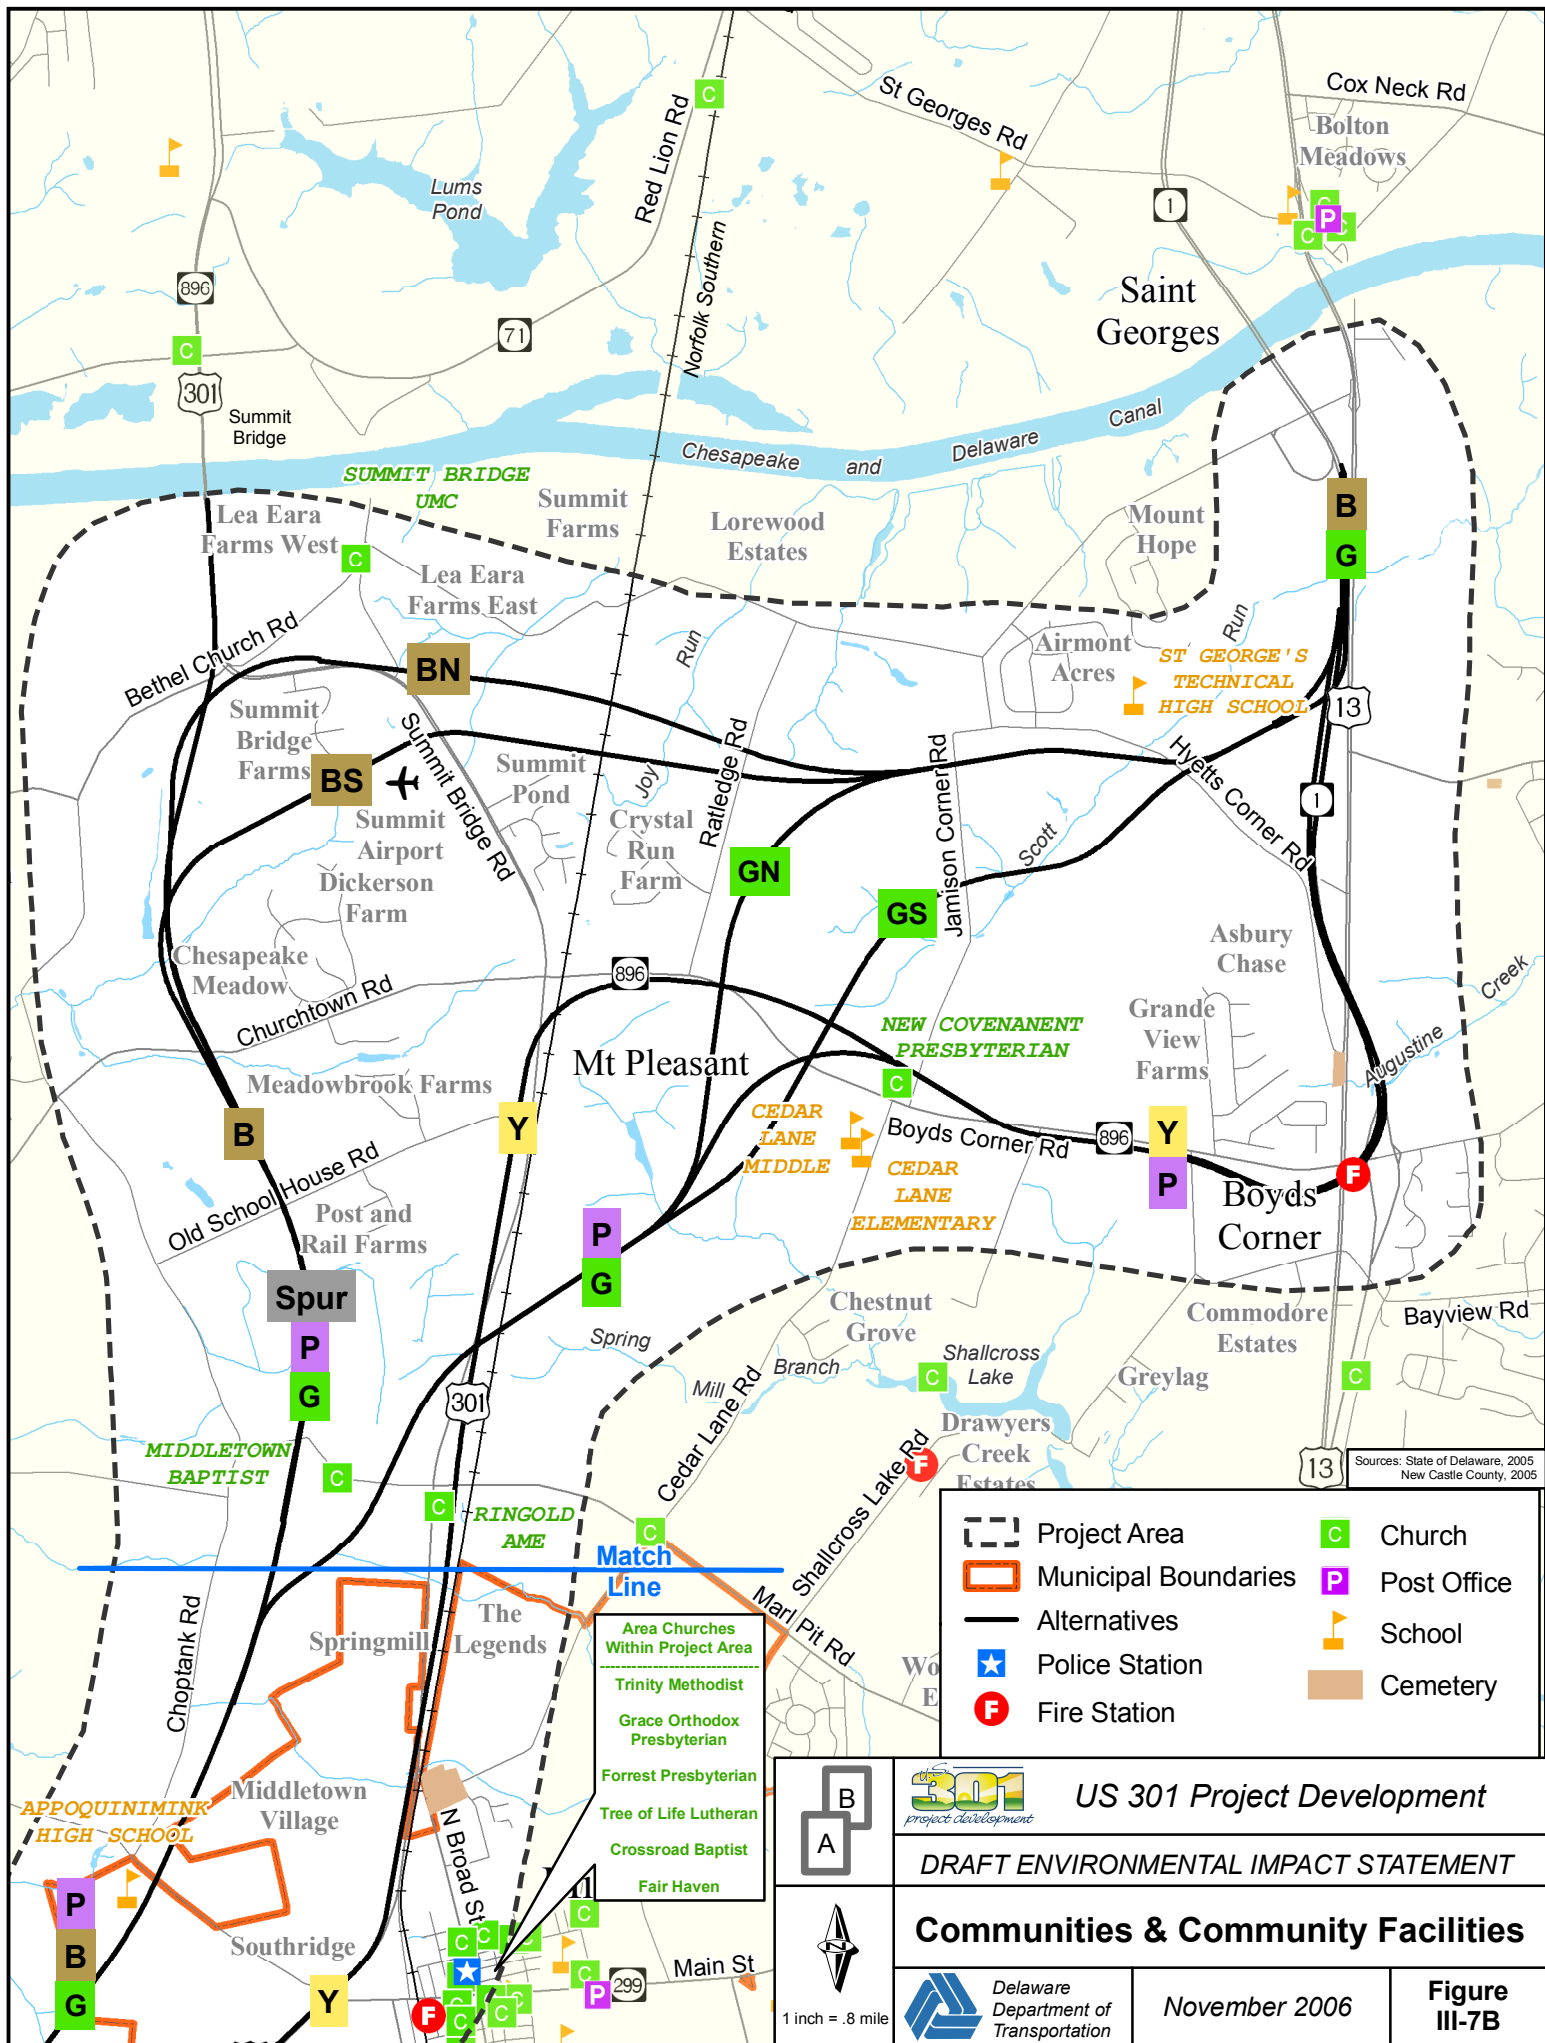 Cox Neck Rd
Bolton
Meadows
St Georges Rd
Red Lion Rd
C
Lums
Pond
1
P
C
C
Norfolk Southern
896
71
Saint
Georges
C
301
Summit
Bridge
Chesapeake and Delaware Canal
SUMMIT BRIDGE
UMC
Summit
Farms
Lorewood
Estates
Mount
Hope
B
G
Lea Eara
Farms West
C
Lea Eara
Farms East
Bethel Church Rd
BN
Run
Run
Airmont
Acres
ST GEORGE'S
TECHNICAL
HIGH SCHOOL
13
Summit
Bridge
Farms
BS
Summit Bridge Rd
Summit
Pond
Joy
Ratledge Rd
Jamison Corner Rd
Hyetts Corner Rd
1
Summit
Airport
Crystal
Run
Farm
Scott
Dickerson
Farm
GN
GS
Chesapeake
Meadow
Churchtown Rd
896
Asbury
Chase
Creek
Augustine
Grande
View
Farms
NEW COVENANENT
PRESBYTERIAN
C
Mt Pleasant
Meadowbrook Farms
B
Y
CEDAR
LANE
MIDDLE
Boyds Corner Rd
896
Y
P
CEDAR
LANE
ELEMENTARY
F
Boyds
Corner
Old School House Rd
Post and
Rail Farms
P
G
Spur
P
G
Chestnut
Grove
Commodore
Estates
Bayview Rd
Spring
Mill
Branch
Shallcross
Lake
C
C
Greylag
301
Cedar Lane Rd
Drawyers
Creek
Estates
F
Shallcross Lake Rd
13
Sources: State of Delaware, 2005
New Castle County, 2005
MIDDLETOWN
BAPTIST
C
C
RINGOLD
AME
C
Match
Line
Marl Pit Rd
Choptank Rd
Springmill
The
Legends
Wo
E
Area Churches
Within Project Area
Trinity Methodist
Grace Orthodox
Presbyterian
Forrest Presbyterian
Tree of Life Lutheran
Crossroad Baptist
Fair Haven
Middletown
Village
N Broad St
APPOQUINIMINK
HIGH SCHOOL
P
B
G
Southridge
Y
F
C
C
C
C
C
C
C
P
299
Main St
Project Area
Municipal Boundaries
Alternatives
Police Station
F Fire Station
C Church
P Post Office
School
Cemetery
B
A
U.S.
301
project development
US 301 Project Development
DRAFT ENVIRONMENTAL IMPACT STATEMENT
N
1 inch = .8 mile
Communities & Community Facilities
Delaware
Department of
Transportation
November 2006
Figure
III-7B